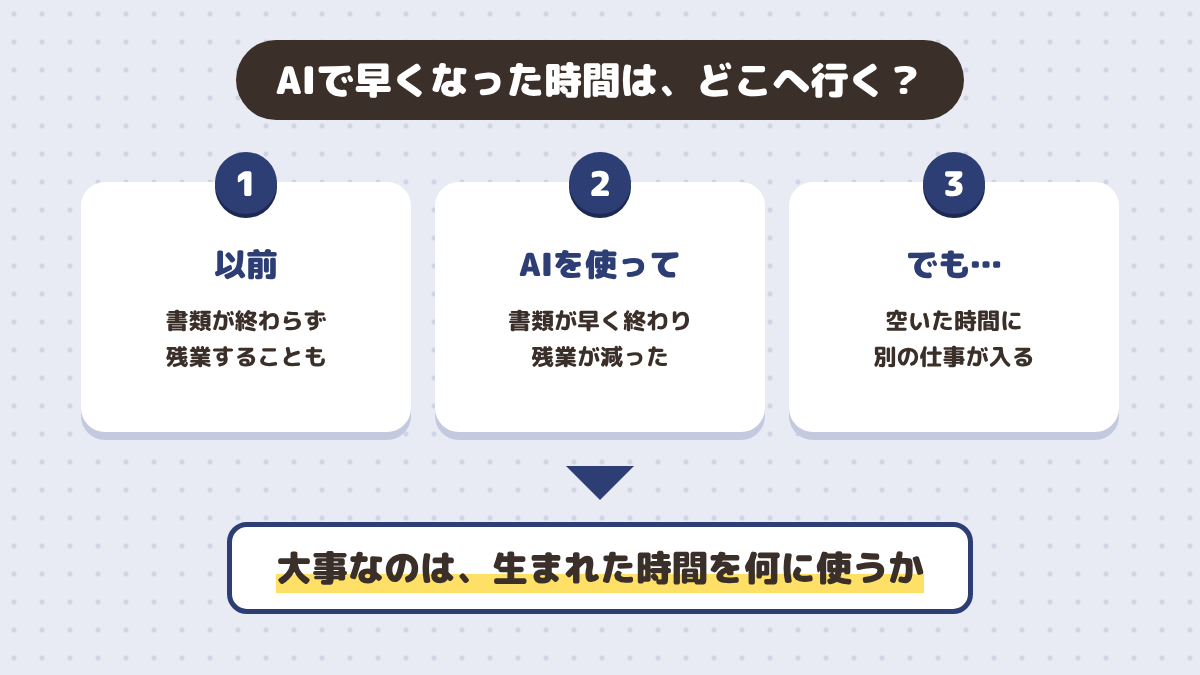 AIで早くなった時間は、どこへ行く？
1
以前
書類が終わらず
残業することも
2
AIを使って
書類が早く終わり
残業が減った
3
でも…
空いた時間に
別の仕事が入る
大事なのは、生まれた時間を何に使うか